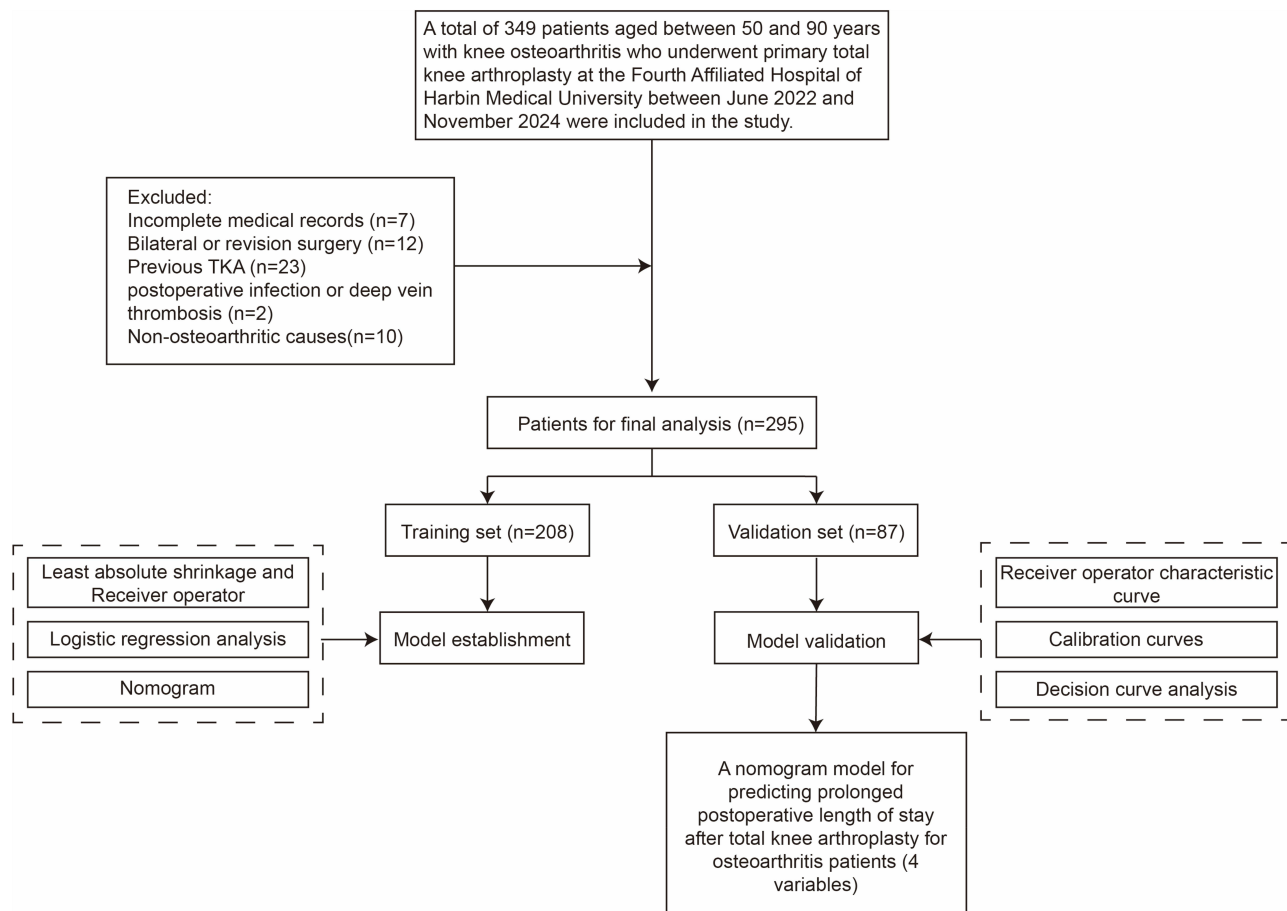 A total of 349 patients aged between 50 and 90 years
with knee osteoarthritis who underwent primary total
knee arthroplasty at the Fourth Affiliated Hospital of
Harbin Medical University between June 2022 and
November 2024 were included in the study.
Excluded:
Incomplete medical records (n=7)
Bilateral or revision surgery (n=12)
Previous TKA (n=23)
postoperative infection or deep vein
thrombosis (n=2)
Non-osteoarthritic causes(n=10)
Patients for final analysis (n=295)
Training set (n=208)
Validation set (n=87)
Least absolute shrinkage and
Receiver operator
Logistic regression analysis
Nomogram
Model establishment
Model validation
Receiver operator characteristic
curve
Calibration curves
Decision curve analysis
A nomogram model for
predicting prolonged
postoperative length of stay
after total knee arthroplasty for
osteoarthritis patients (4
variables)